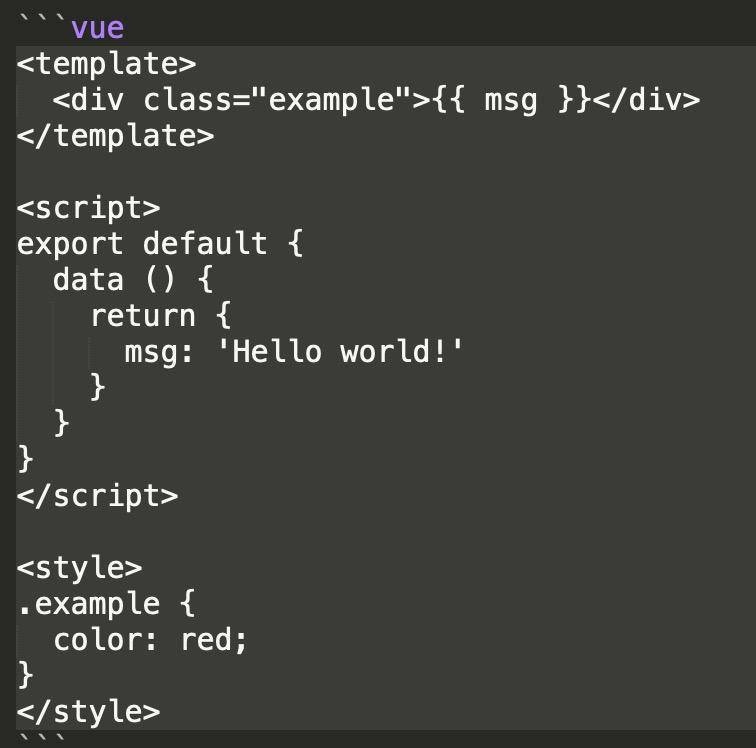 ```vue
<template>
  <div class="example">{{ msg }}</div>
</template>

<script>
export default {
  data () {
    return {
      msg: 'Hello world!'
    }
  }
}
</script>

<style>
.example {
  color: red;
}
</style>
```